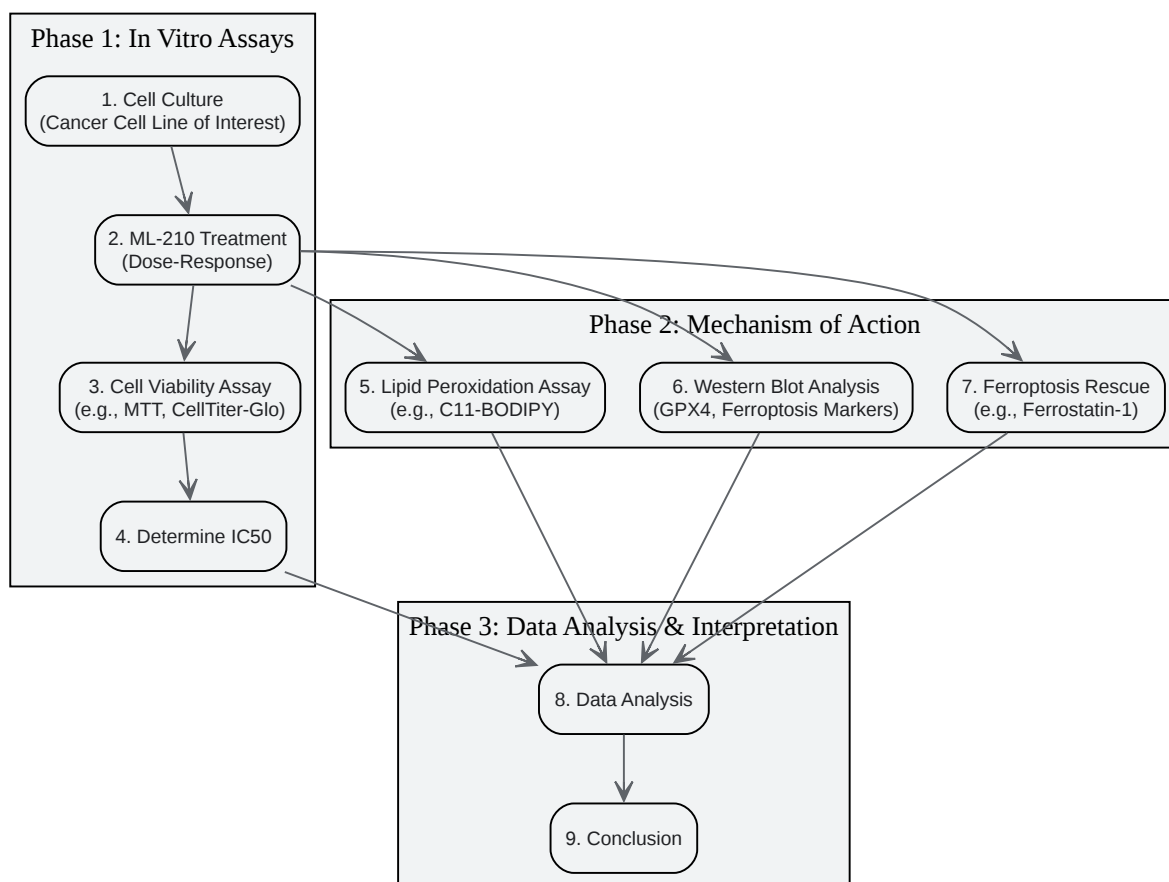 Phase 1: In Vitro Assays
1. Cell Culture
(Cancer Cell Line of Interest)
2. ML-210 Treatment
(Dose-Response)
3. Cell Viability Assay
(e.g., MTT, CellTiter-Glo)
4. Determine IC50
Phase 2: Mechanism of Action
5. Lipid Peroxidation Assay
(e.g., C11-BODIPY)
6. Western Blot Analysis
(GPX4, Ferroptosis Markers)
7. Ferroptosis Rescue
(e.g., Ferrostatin-1)
Phase 3: Data Analysis & Interpretation
8. Data Analysis
9. Conclusion